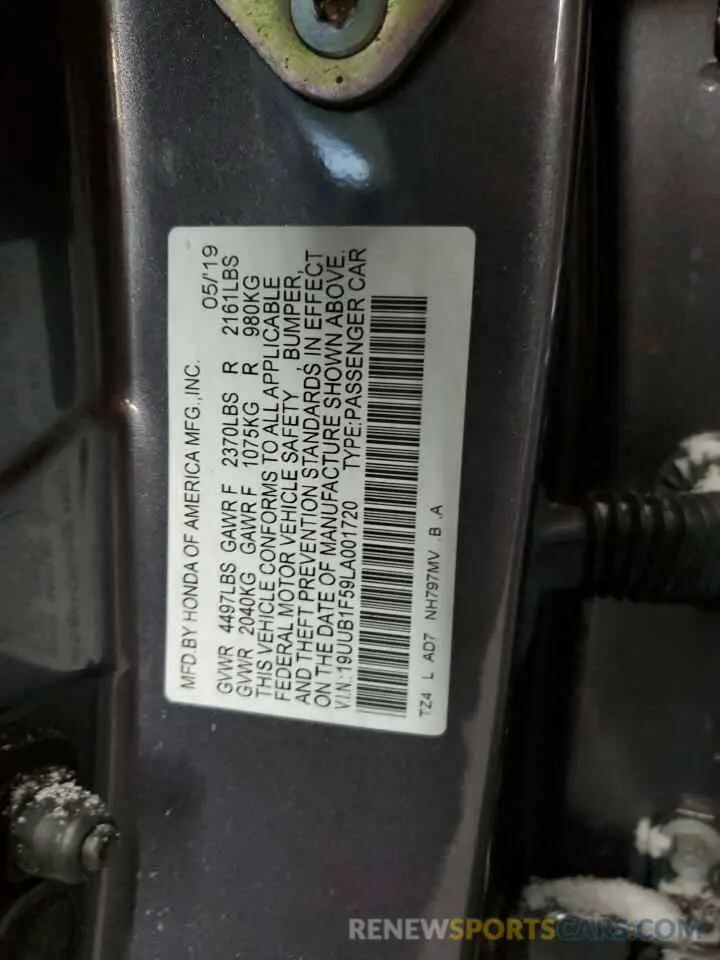 MFD.BY HONDA OF AMERICA MFG.,INC. 05/'19
GVWR 4497LBS GAWR F 2370LBS R 2161LBS
GVWR 2040KG GAWR F 1075KG R 980KG
THIS VEHICLE CONFORMS TO ALL APPLICABLE
FEDERAL MOTOR VEHICLE SAFETY , BUMPER,
AND THEFT PREVENTION STANDARDS IN EFFECT
ON THE DATE OF MANUFACTURE SHOWN ABOVE.
V.I.N.:19UUB1F59LA001720 TYPE:PASSENGER CAR
TZ4 L AD7 NH797MV .B .A
RENEWSPORTSCARS.COM